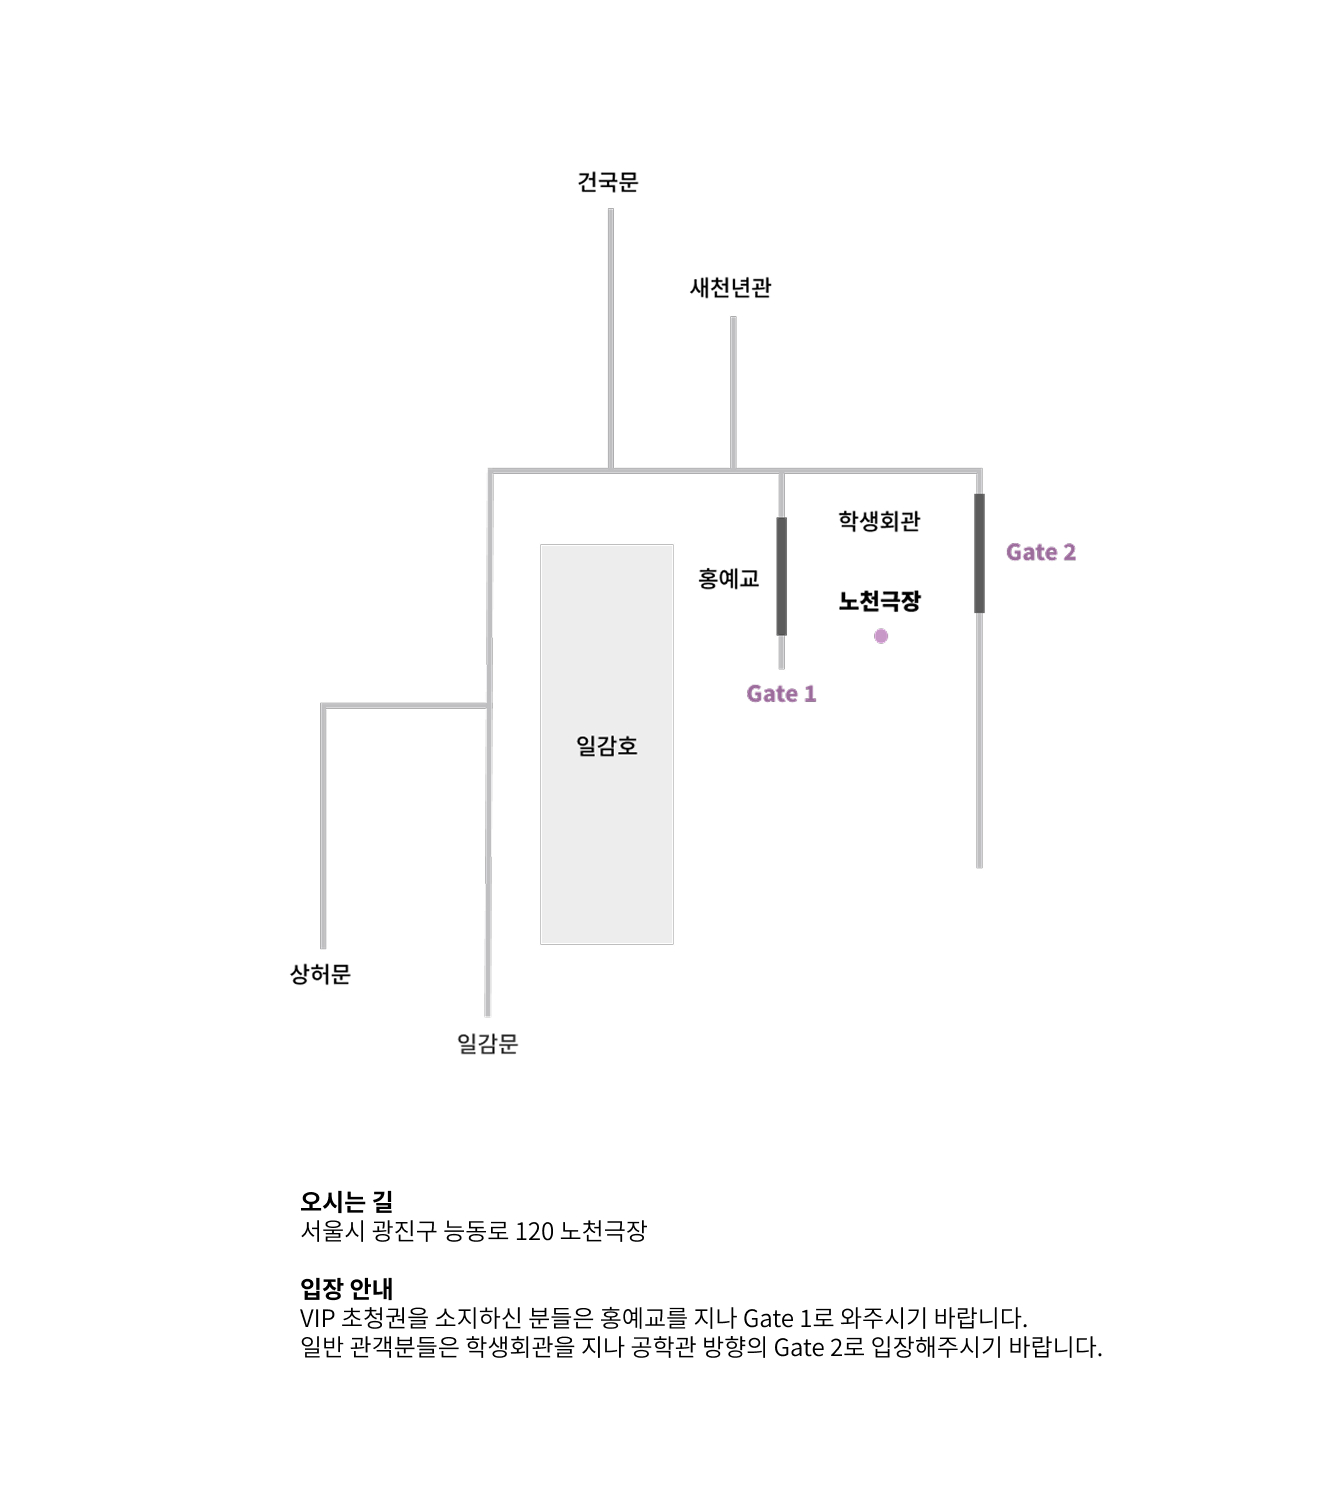 건국문
새천년관
학생회관
Gate 2
홍예교
노천극장
Gate 1
일감호
상허문
일감문
오시는 길
서울시 광진구 능동로 120 노천극장
입장 안내
VIP 초청권을 소지하신 분들은 홍예교를 지나 Gate 1로 와주시기 바랍니다.
일반 관객분들은 학생회관을 지나 공학관 방향의 Gate 2로 입장해주시기 바랍니다.